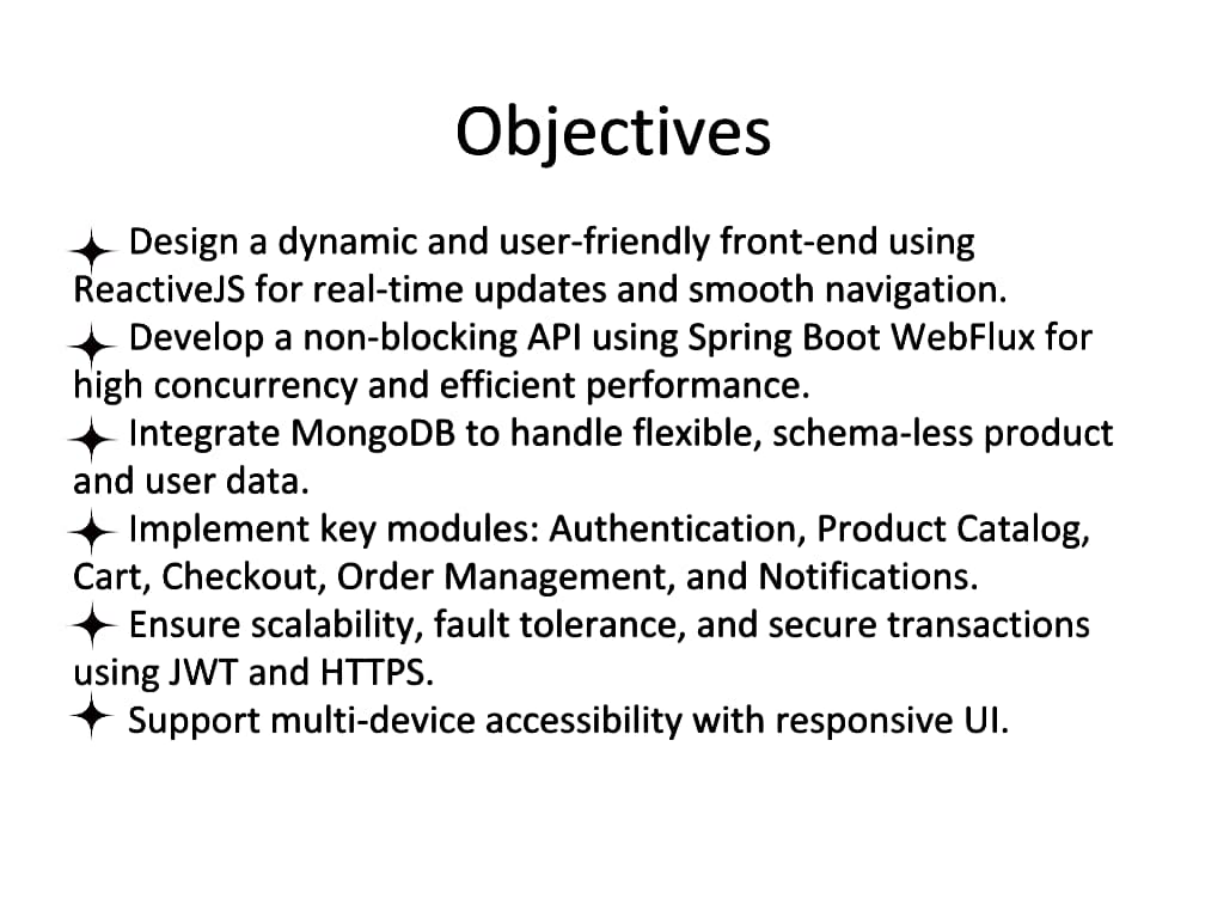 Objectives
Design a dynamic and user-friendly front-end using
ReactiveJS for real-time updates and smooth navigation.
Develop a non-blocking API using Spring Boot WebFlux for
high concurrency and efficient performance.
Integrate MongoDB to handle flexible, schema-less product
and user data.
Implement key modules: Authentication, Product Catalog,
Cart, Checkout, Order Management, and Notifications.
Ensure scalability, fault tolerance, and secure transactions
using JWT and HTTPS.
Support multi-device accessibility with responsive UI.